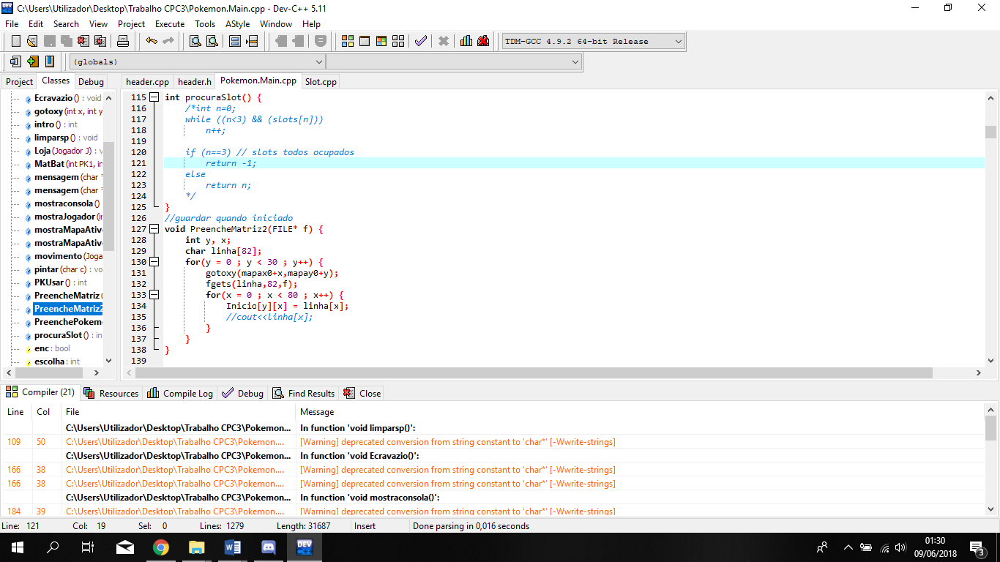 C:\Users\Utilizador\Desktop\Trabalho CPC3\Pokemon.Main.cpp - Dev-C++ 5.11
File Edit Search View Project Execute Tools AStyle Window Help
TDM-GCC 4.9.2 64-bit Release
(globals)
Project Classes Debug
header.cpp header.h Pokemon.Main.cpp Slot.cpp
Ecravazio () : void
gotoxy (int x, int y
intro () : int
limparsp () : void
Loja (Jogador J) : v
MatBat (int PK1, in
mensagem (char *
mensagem (char *
mostraconsola ()
mostraJogador (in
mostraMapaAtiv
mostraMapaAtiv
movimento (Joga
pintar (char c) : vo
PKUsar () : int
PreencheMatriz (
PreencheMatriz2
PreenchePokem
procuraSlot () : in
enc : bool
escolha : int
115 int procuraSlot() {
116 /*int n=0;
117 while ((n<3) && (slots[n]))
118 n++;
119
120 if (n==3) // slots todos ocupados
121 return -1;
122 else
123 return n;
124 */
125 }
126 //guardar quando iniciado
127 void PreencheMatriz2(FILE* f) {
128 int y, x;
129 char linha[82];
130 for(y = 0 ; y < 30 ; y++) {
131 gotoxy(mapax0+x,mapay0+y);
132 fgets(linha,82,f);
133 for(x = 0 ; x < 80 ; x++) {
134 Inicio[y][x] = linha[x];
135 //cout<<linha[x];
136 }
137 }
138 }
139
Compiler (21) Resources Compile Log Debug Find Results Close
Line Col File Message
C:\Users\Utilizador\Desktop\Trabalho CPC3\Pokemon... In function 'void limparsp()':
109 50 C:\Users\Utilizador\Desktop\Trabalho CPC3\Pokemon.... [Warning] deprecated conversion from string constant to 'char*' [-Wwrite-strings]
C:\Users\Utilizador\Desktop\Trabalho CPC3\Pokemon... In function 'void Ecravazio()':
166 38 C:\Users\Utilizador\Desktop\Trabalho CPC3\Pokemon.... [Warning] deprecated conversion from string constant to 'char*' [-Wwrite-strings]
166 38 C:\Users\Utilizador\Desktop\Trabalho CPC3\Pokemon.... [Warning] deprecated conversion from string constant to 'char*' [-Wwrite-strings]
C:\Users\Utilizador\Desktop\Trabalho CPC3\Pokemon... In function 'void mostraconsola()':
184 39 C:\Users\Utilizador\Desktop\Trabalho CPC3\Pokemon.... [Warning] deprecated conversion from string constant to 'char*' [-Wwrite-strings]
Line: 121 Col: 19 Sel: 0 Lines: 1279 Length: 31687 Insert Done parsing in 0,016 seconds
DEV
01:30
09/06/2018
3